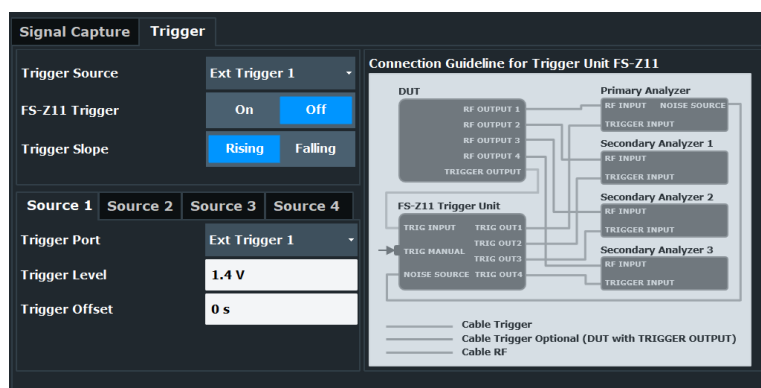 Signal Capture Trigger
Trigger Source Ext Trigger 1
FS-Z11 Trigger On Off
Trigger Slope Rising Falling
Source 1 Source 2 Source 3 Source 4
Trigger Port Ext Trigger 1
Trigger Level 1.4 V
Trigger Offset 0 s
Connection Guideline for Trigger Unit FS-Z11
DUT
RF OUTPUT 1
RF OUTPUT 2
RF OUTPUT 3
RF OUTPUT 4
TRIGGER OUTPUT
Primary Analyzer
RF INPUT NOISE SOURCE
TRIGGER INPUT
Secondary Analyzer 1
RF INPUT
TRIGGER INPUT
Secondary Analyzer 2
RF INPUT
TRIGGER INPUT
Secondary Analyzer 3
RF INPUT
TRIGGER INPUT
FS-Z11 Trigger Unit
TRIG INPUT TRIG OUT1
TRIG OUT2
TRIG MANUAL
TRIG OUT3
NOISE SOURCE TRIG OUT4
Cable Trigger
Cable Trigger Optional (DUT with TRIGGER OUTPUT)
Cable RF